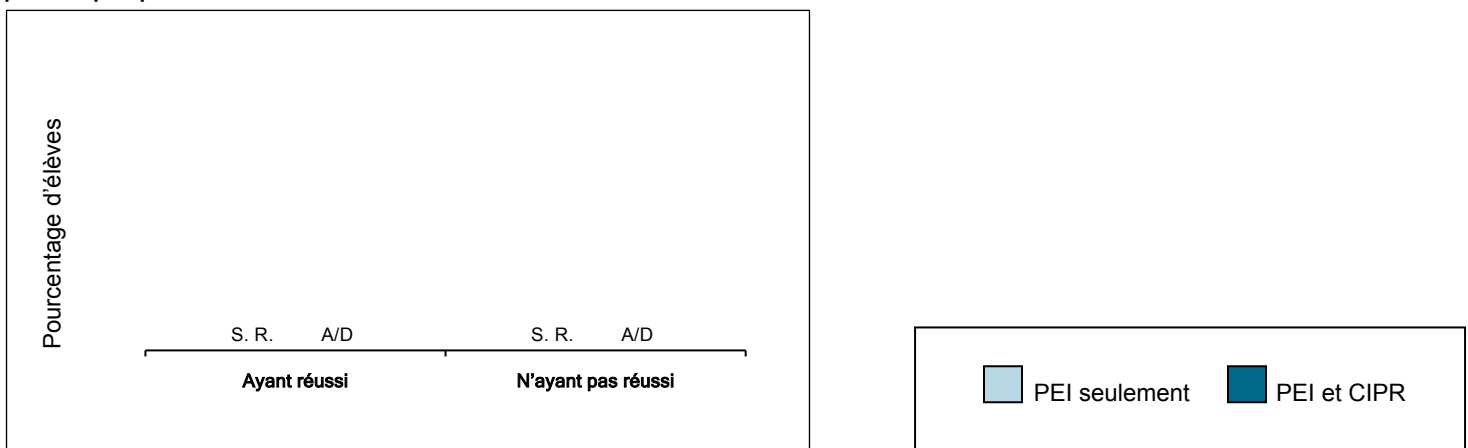 Pourcentage d'élèves
S. R. A/D S. R. A/D
Ayant réussi N'ayant pas réussi
PEI seulement PEI et CIPR